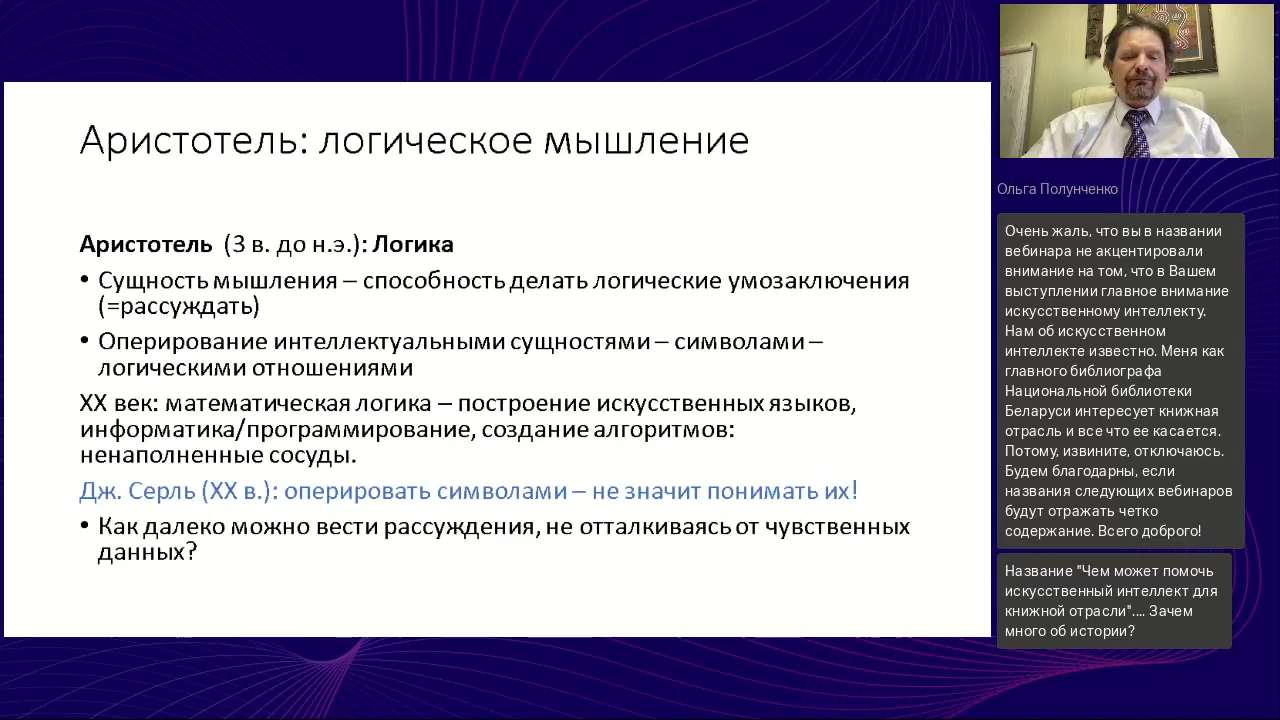 Аристотель: логическое мышление
Аристотель (3 в. до н.э.): Логика
• Сущность мышления – способность делать логические умозаключения
(=рассуждать)
• Оперирование интеллектуальными сущностями – символами –
логическими отношениями
XX век: математическая логика – построение искусственных языков,
информатика/программирование, создание алгоритмов:
ненаполненные сосуды.
Дж. Серль (XX в.): оперировать символами – не значит понимать их!
• Как далеко можно вести рассуждения, не отталкиваясь от чувственных
данных?
Ольга Полунченко
Очень жаль, что вы в названии
вебинара не акцентировали
внимание на том, что в Вашем
выступлении главное внимание
искусственному интеллекту.
Нам об искусственном
интеллекте известно. Меня как
главного библиографа
Национальной библиотеки
Беларуси интересует книжная
отрасль и все что ее касается.
Потому, извините, отключаюсь.
Будем благодарны, если
названия следующих вебинаров
будут отражать четко
содержание. Всего доброго!
Название "Чем может помочь
искусственный интеллект для
книжной отрасли".... Зачем
много об истории?